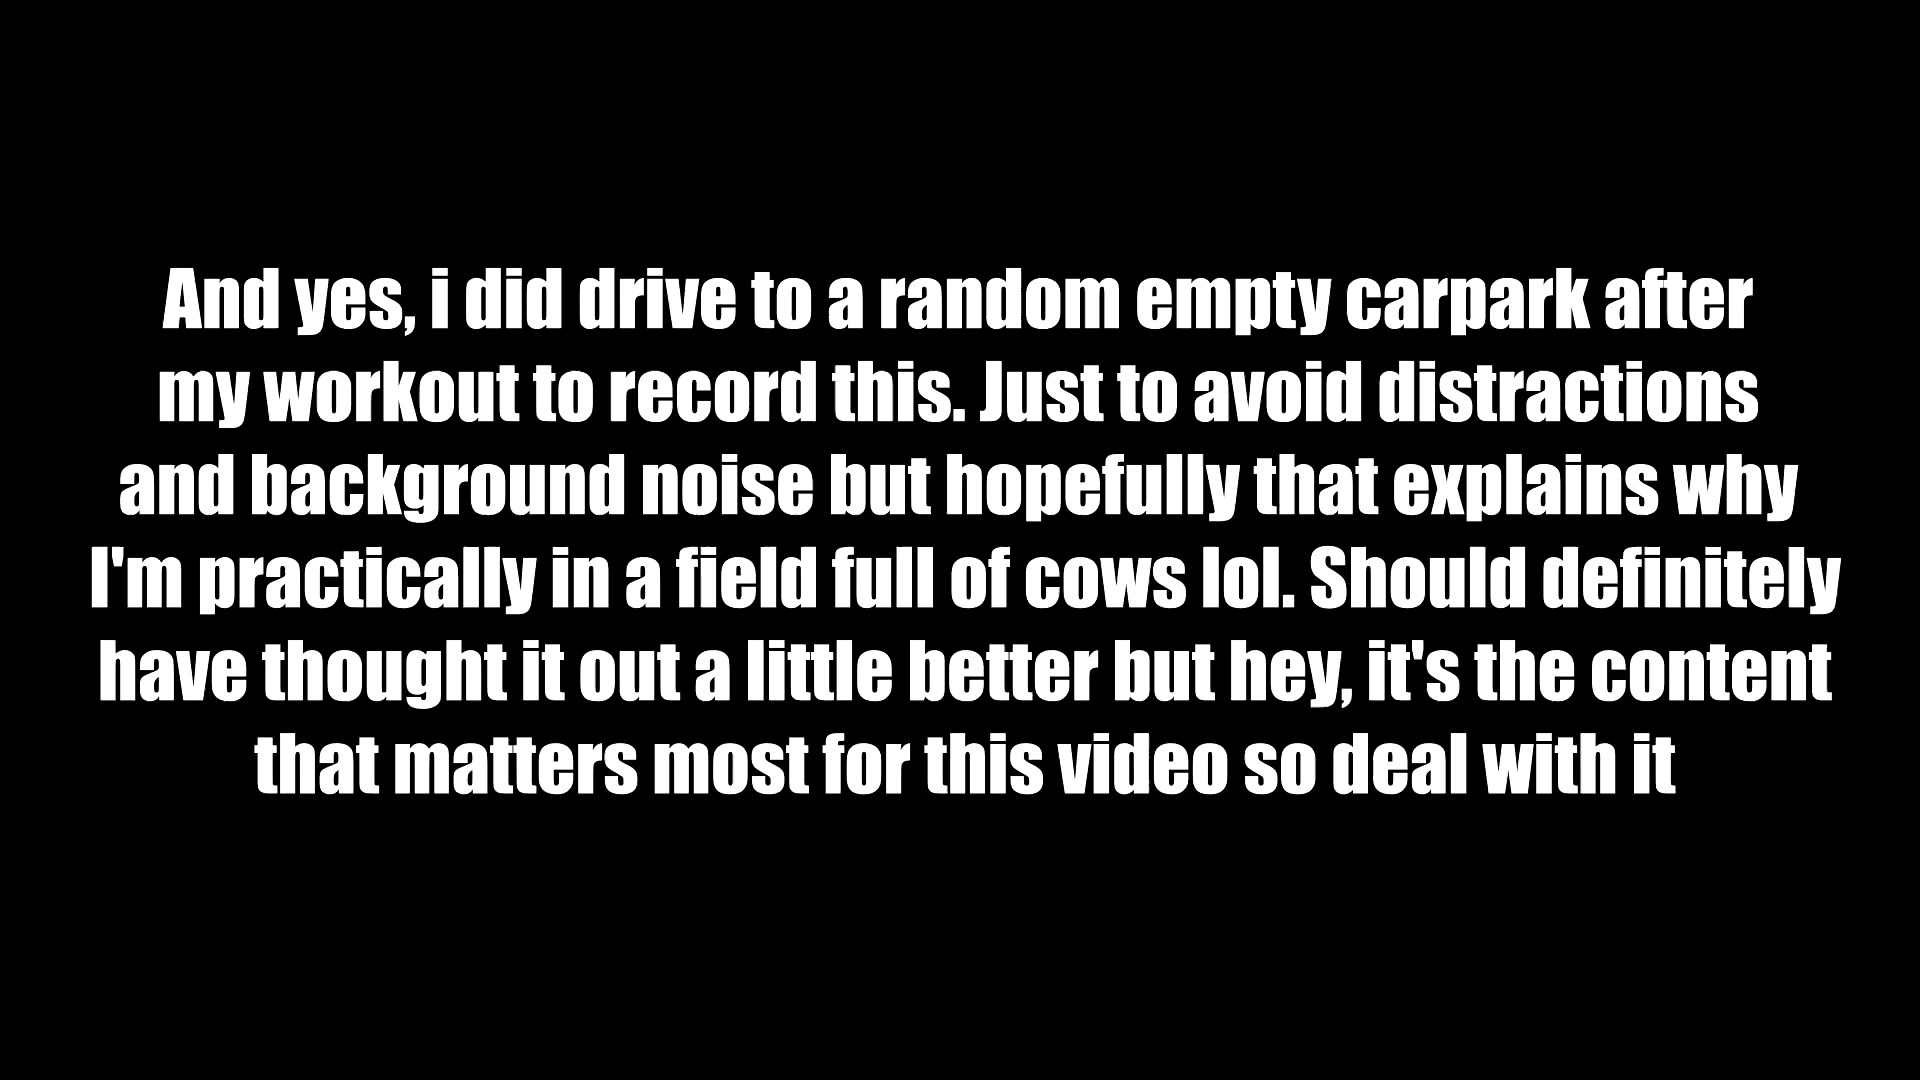 And yes, i did drive to a random empty carpark after
my workout to record this. Just to avoid distractions
and background noise but hopefully that explains why
I'm practically in a field full of cows lol. Should definitely
have thought it out a little better but hey, it's the content
that matters most for this video so deal with it